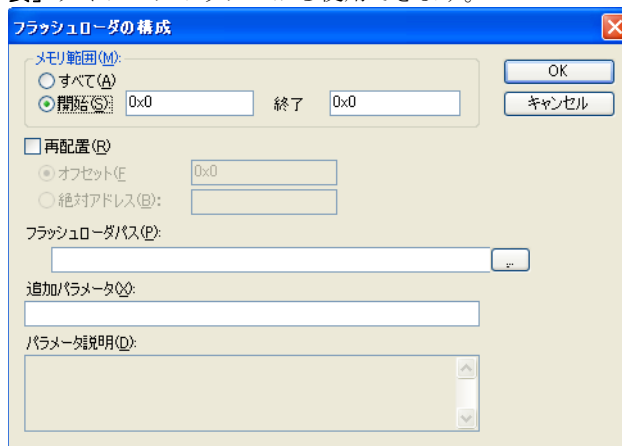 フラッシュローダの構成
メモリ範囲(M):
すべて(A)
開始(S): 0x0 終了 0x0
OK
キャンセル
再配置(R)
オフセット(F 0x0
絶対アドレス(B):
フラッシュローダパス(P):
...
追加パラメータ(X):
パラメータ説明(D):